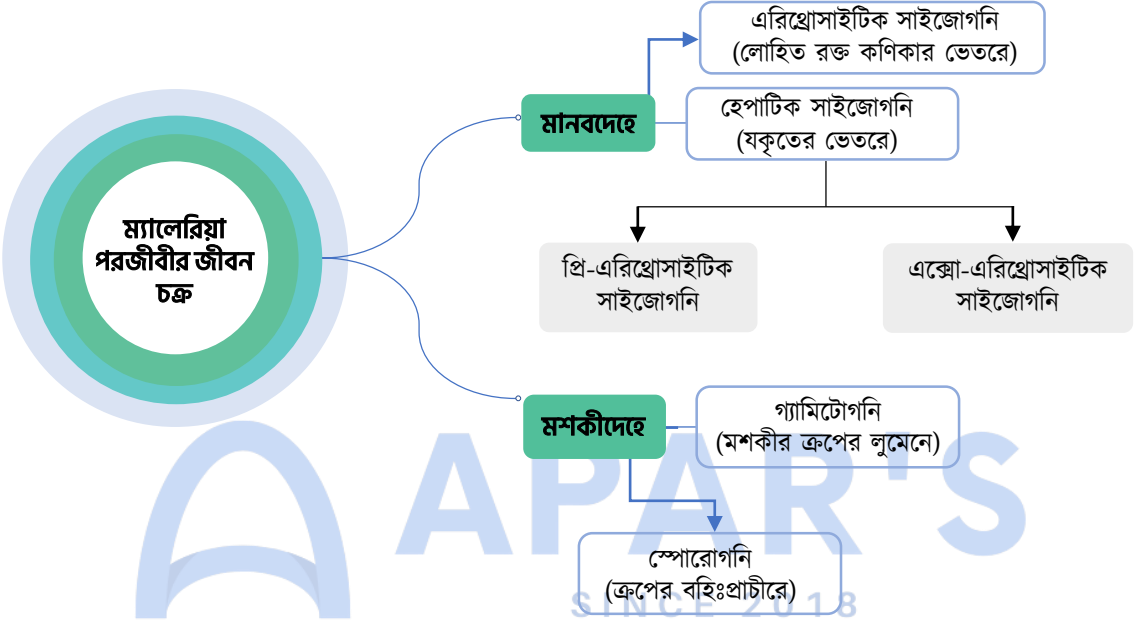 এরিথ্রোসাইটিক সাইজোগনি
(লোহিত রক্ত কণিকার ভেতরে)
মানবদেহে
হেপাটিক সাইজোগনি
(যকৃতের ভেতরে)
ম্যালেরিয়া
পরজীবীর জীবন
চক্র
প্রি-এরিথ্রোসাইটিক
সাইজোগনি
এক্সো-এরিথ্রোসাইটিক
সাইজোগনি
মশকীদেহে
গ্যামিটোগনি
(মশকীর ক্রপের লুমেনে)
APAR'S
স্পোরোগনি
(ক্রপের বহিঃপ্রাচীরে)
SINCE 2018